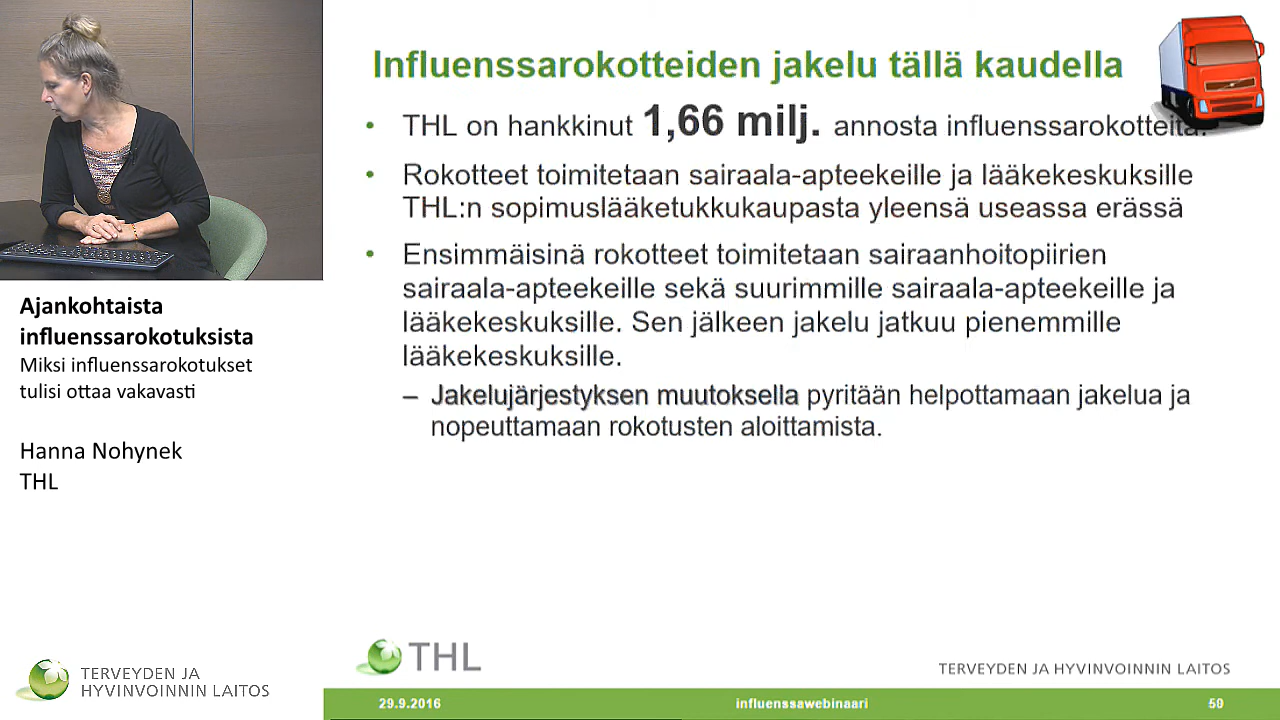 Influenssarokotteiden jakelu tällä kaudella
• THL on hankkinut 1,66 milj. annosta influenssarokotteita.
• Rokotteet toimitetaan sairaala-apteekeille ja lääkekeskuksille
THL:n sopimuslääketukkukaupasta yleensä useassa erässä
• Ensimmäisinä rokotteet toimitetaan sairaanhoitopiirien
sairaala-apteekeille sekä suurimmille sairaala-apteekeille ja
lääkekeskuksille. Sen jälkeen jakelu jatkuu pienemmille
lääkekeskuksille.
– Jakelujärjestyksen muutoksella pyritään helpottamaan jakelua ja
nopeuttamaan rokotusten aloittamista.
Ajankohtaista
influenssarokotuksista
Miksi influenssarokotukset
tulisi ottaa vakavasti
Hanna Nohynek
THL
TERVEYDEN JA
HYVINVOINNIN LAITOS
THL
TERVEYDEN JA HYVINVOINNIN LAITOS
29.9.2016
influenssawebinaari
50